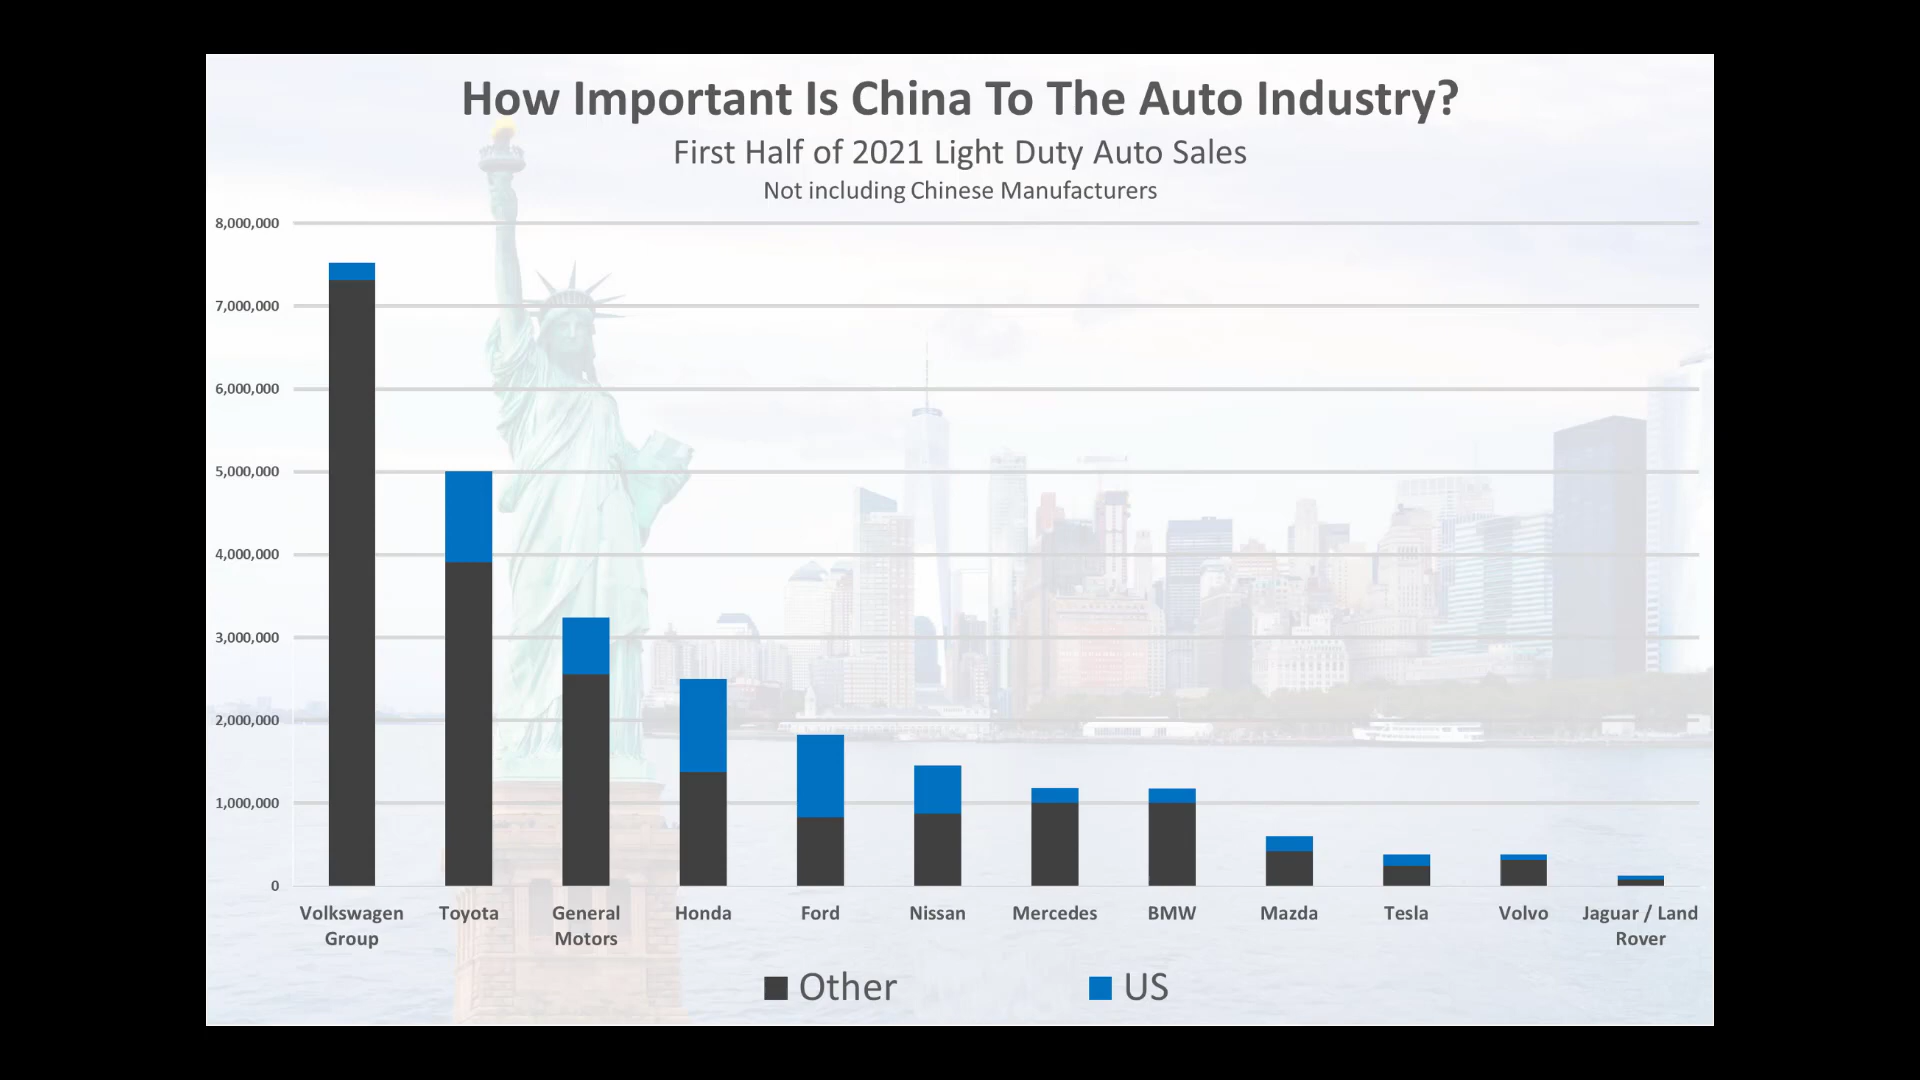 How Important Is China To The Auto Industry?
First Half of 2021 Light Duty Auto Sales
Not including Chinese Manufacturers
8,000,000
7,000,000
6,000,000
5,000,000
4,000,000
3,000,000
2,000,000
1,000,000
0
Volkswagen Group
Toyota
General Motors
Honda
Ford
Nissan
Mercedes
BMW
Mazda
Tesla
Volvo
Jaguar / Land Rover
Other
US